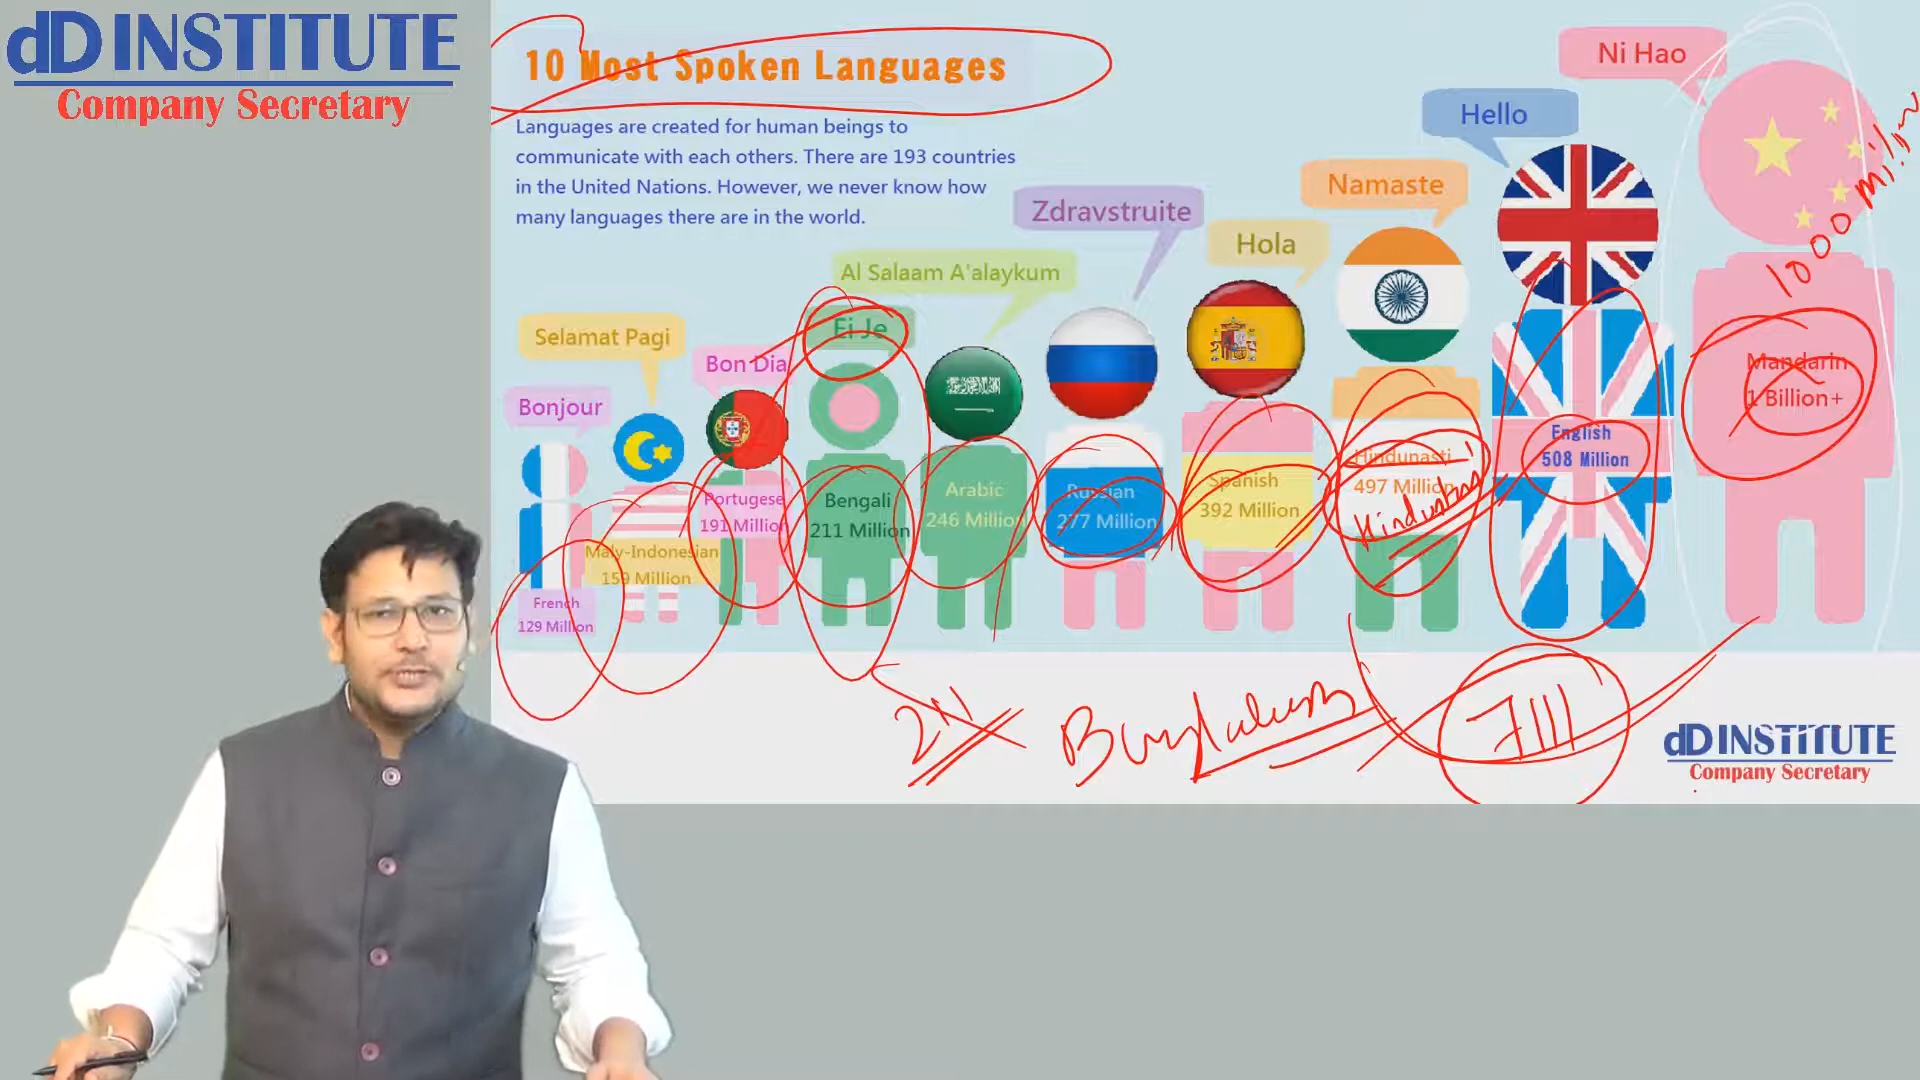 dD INSTITUTE
Company Secretary
10 Most Spoken Languages
Languages are created for human beings to
communicate with each others. There are 193 countries
in the United Nations. However, we never know how
many languages there are in the world.
Ni Hao
Hello
Namaste
Zdravstruite
Hola
Al Salaam A'alaykum
Selamat Pagi
Ei Je
Bon Dia
Bonjour
French
129 Million
Maly-Indonesian
159 Million
Portugese
191 Million
Bengali
211 Million
Arabic
246 Million
Russian
277 Million
Spanish
392 Million
Hindunasti
497 Million
Hindustani
English
508 Million
Mandarin
1 Billion+
1000 million
dD INSTITUTE
Company Secretary